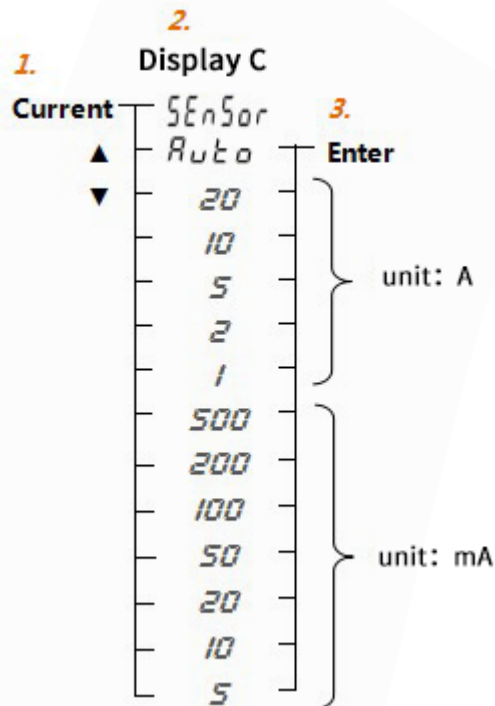 2.
1.
Display C
Current
SEnSor
3.
▲
Auto
Enter
▼
20
10
5
unit: A
2
1
500
200
100
50
unit: mA
20
10
5